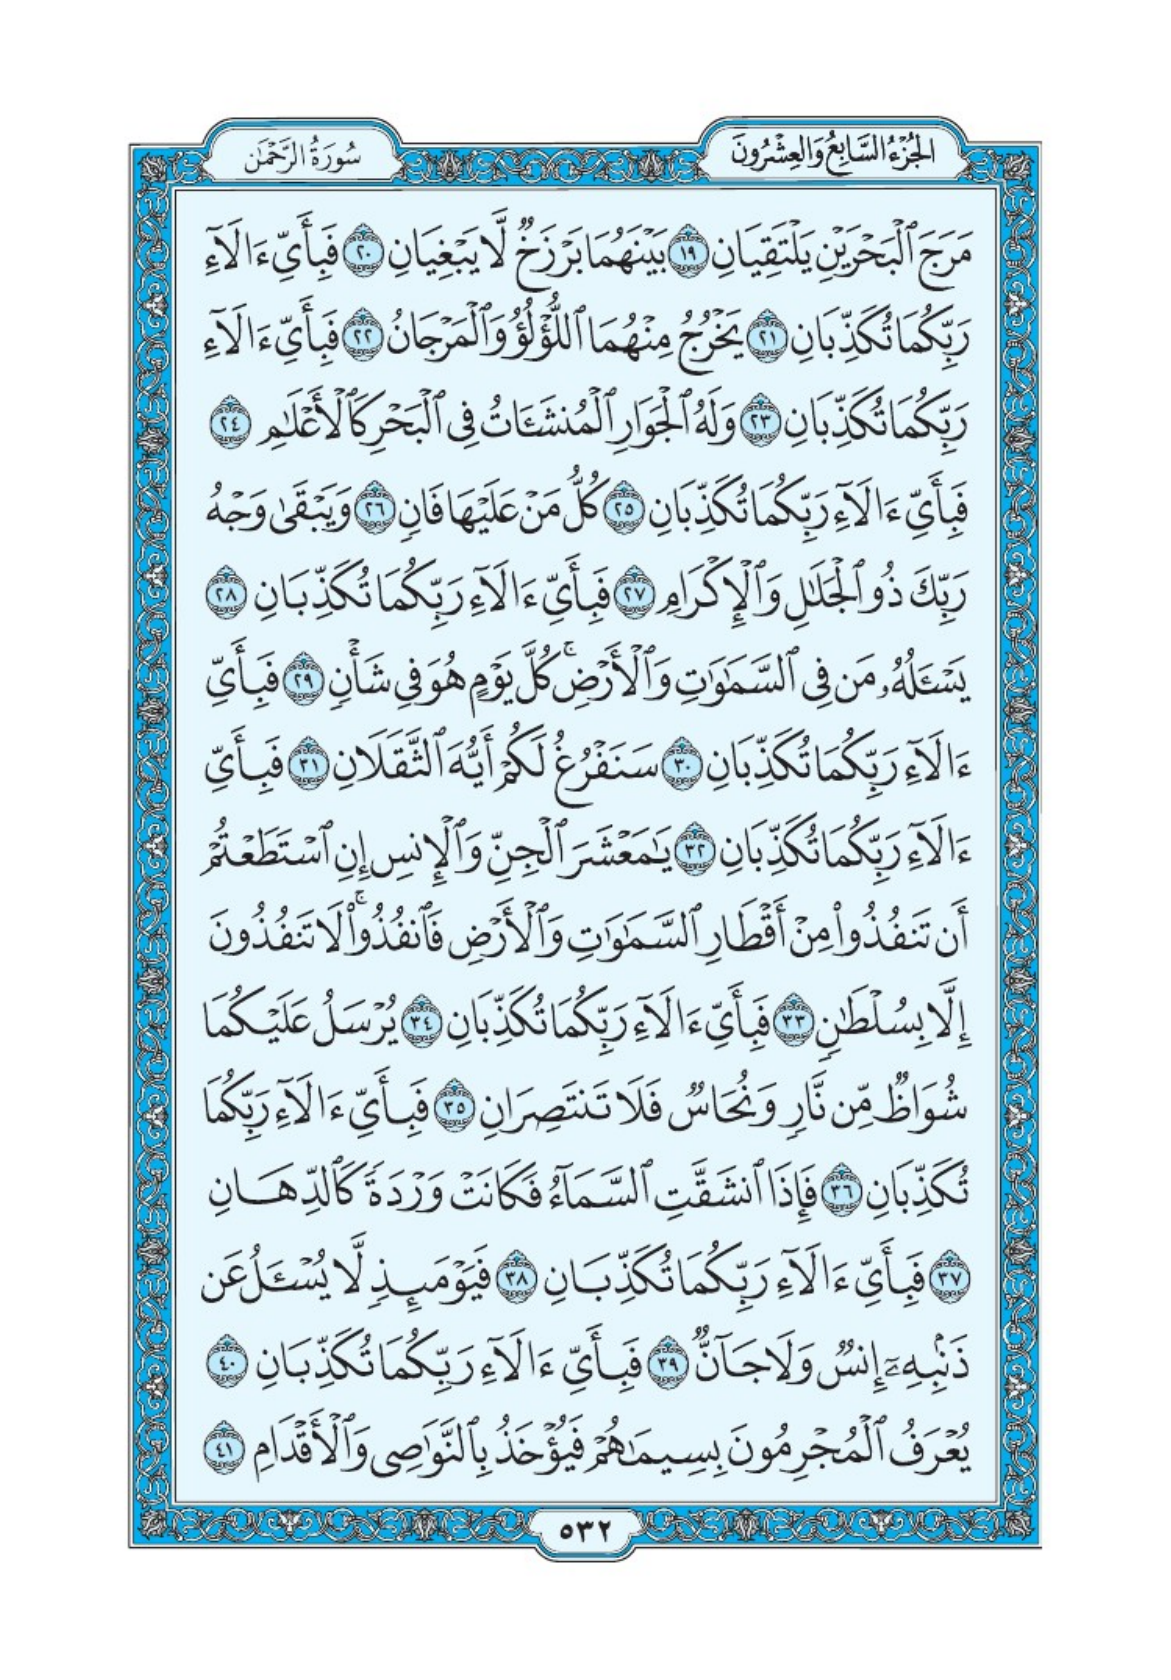 الجُزْءُ السَّابِعُ وَالعِشْرُونَ
سُورَةُ الرَّحْمَٰن
مَرَجَ ٱلۡبَحۡرَيۡنِ يَلۡتَقِيَانِ ١٩ بَيۡنَهُمَا بَرۡزَخٞ لَّا يَبۡغِيَانِ ٢٠ فَبِأَيِّ ءَالَآءِ
رَبِّكُمَا تُكَذِّبَانِ ٢١ يَخۡرُجُ مِنۡهُمَا ٱللُّؤۡلُؤُ وَٱلۡمَرۡجَانُ ٢٢ فَبِأَيِّ ءَالَآءِ
رَبِّكُمَا تُكَذِّبَانِ ٢٣ وَلَهُ ٱلۡجَوَارِ ٱلۡمُنشَـَٔاتُ فِي ٱلۡبَحۡرِ كَٱلۡأَعۡلَٰمِ ٢٤
فَبِأَيِّ ءَالَآءِ رَبِّكُمَا تُكَذِّبَانِ ٢٥ كُلُّ مَنۡ عَلَيۡهَا فَانٖ ٢٦ وَيَبۡقَىٰ وَجۡهُ
رَبِّكَ ذُو ٱلۡجَلَٰلِ وَٱلۡإِكۡرَامِ ٢٧ فَبِأَيِّ ءَالَآءِ رَبِّكُمَا تُكَذِّبَانِ ٢٨
يَسۡـَٔلُهُۥ مَن فِي ٱلسَّمَٰوَٰتِ وَٱلۡأَرۡضِۚ كُلَّ يَوۡمٍ هُوَ فِي شَأۡنٖ ٢٩ فَبِأَيِّ
ءَالَآءِ رَبِّكُمَا تُكَذِّبَانِ ٣٠ سَنَفۡرُغُ لَكُمۡ أَيُّهَ ٱلثَّقَلَانِ ٣١ فَبِأَيِّ
ءَالَآءِ رَبِّكُمَا تُكَذِّبَانِ ٣٢ يَٰمَعۡشَرَ ٱلۡجِنِّ وَٱلۡإِنسِ إِنِ ٱسۡتَطَعۡتُمۡ
أَن تَنفُذُواْ مِنۡ أَقۡطَارِ ٱلسَّمَٰوَٰتِ وَٱلۡأَرۡضِ فَٱنفُذُواْۚ لَا تَنفُذُونَ
إِلَّا بِسُلۡطَٰنٖ ٣٣ فَبِأَيِّ ءَالَآءِ رَبِّكُمَا تُكَذِّبَانِ ٣٤ يُرۡسَلُ عَلَيۡكُمَا
شُوَاظٞ مِّن نَّارٖ وَنُحَاسٞ فَلَا تَنتَصِرَانِ ٣٥ فَبِأَيِّ ءَالَآءِ رَبِّكُمَا
تُكَذِّبَانِ ٣٦ فَإِذَا ٱنشَقَّتِ ٱلسَّمَآءُ فَكَانَتۡ وَرۡدَةٗ كَٱلدِّهَانِ
٣٧ فَبِأَيِّ ءَالَآءِ رَبِّكُمَا تُكَذِّبَانِ ٣٨ فَيَوۡمَئِذٖ لَّا يُسۡـَٔلُ عَن
ذَنۢبِهِۦٓ إِنسٞ وَلَا جَآنّٞ ٣٩ فَبِأَيِّ ءَالَآءِ رَبِّكُمَا تُكَذِّبَانِ ٤٠
يُعۡرَفُ ٱلۡمُجۡرِمُونَ بِسِيمَٰهُمۡ فَيُؤۡخَذُ بِٱلنَّوَٰصِي وَٱلۡأَقۡدَامِ ٤١
٥٣٢